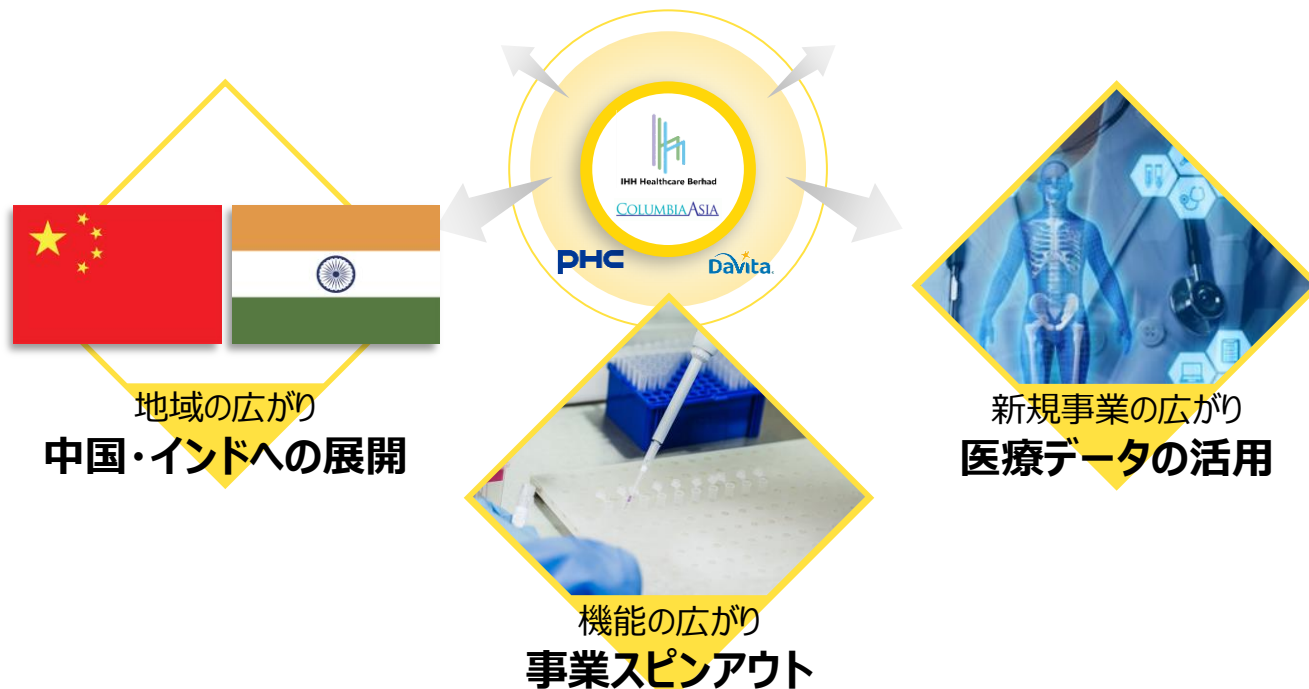 IHH Healthcare Berhad
COLUMBIA ASIA
PHC
Davita.
地域の広がり
中国・インドへの展開
新規事業の広がり
医療データの活用
機能の広がり
事業スピンアウト